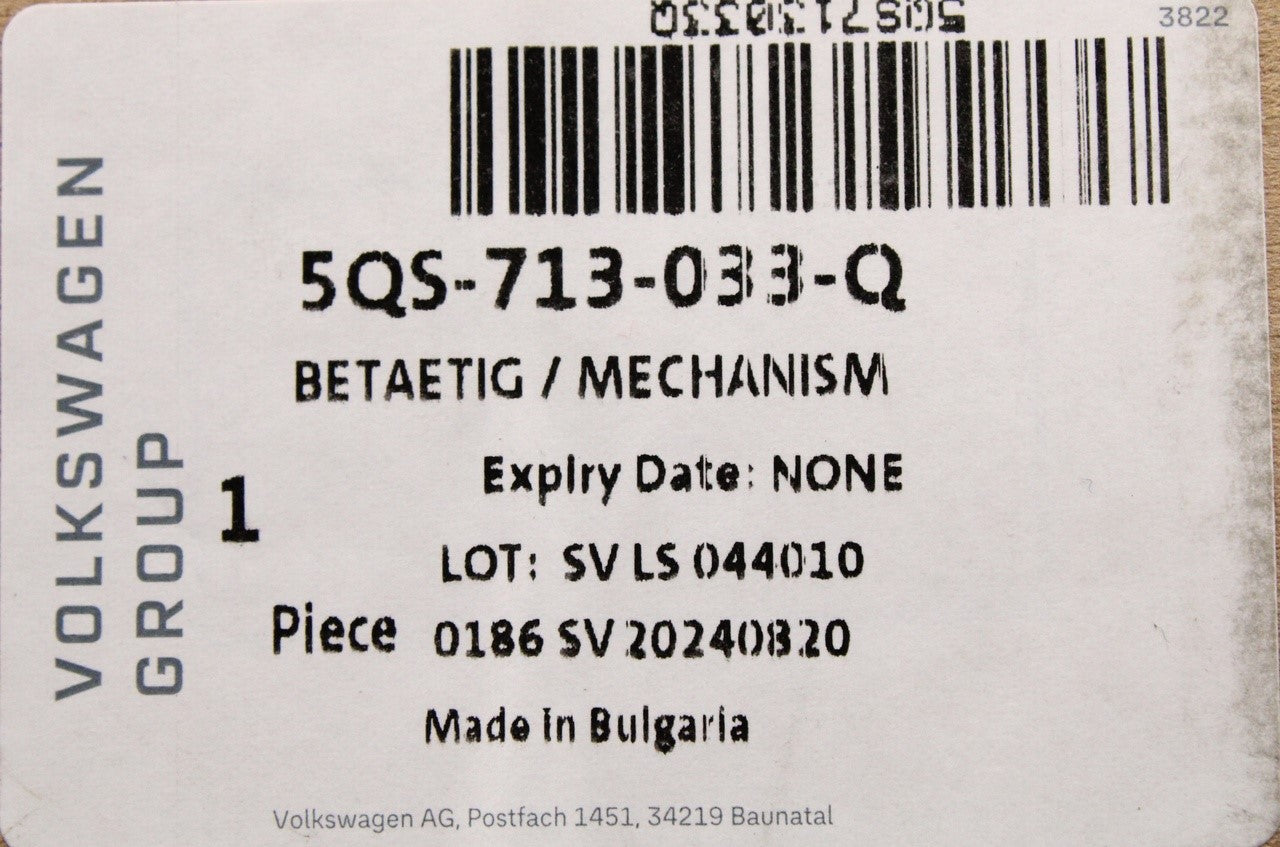 5QS713033Q
3822
5QS-713-033-Q
BETAETIG / MECHANISM
Expiry Date: NONE
1
LOT: SV LS 044010
Piece
0186 SV 20240820
Made in Bulgaria
Volkswagen AG, Postfach 1451, 34219 Baunatal
VOLKSWAGEN
GROUP